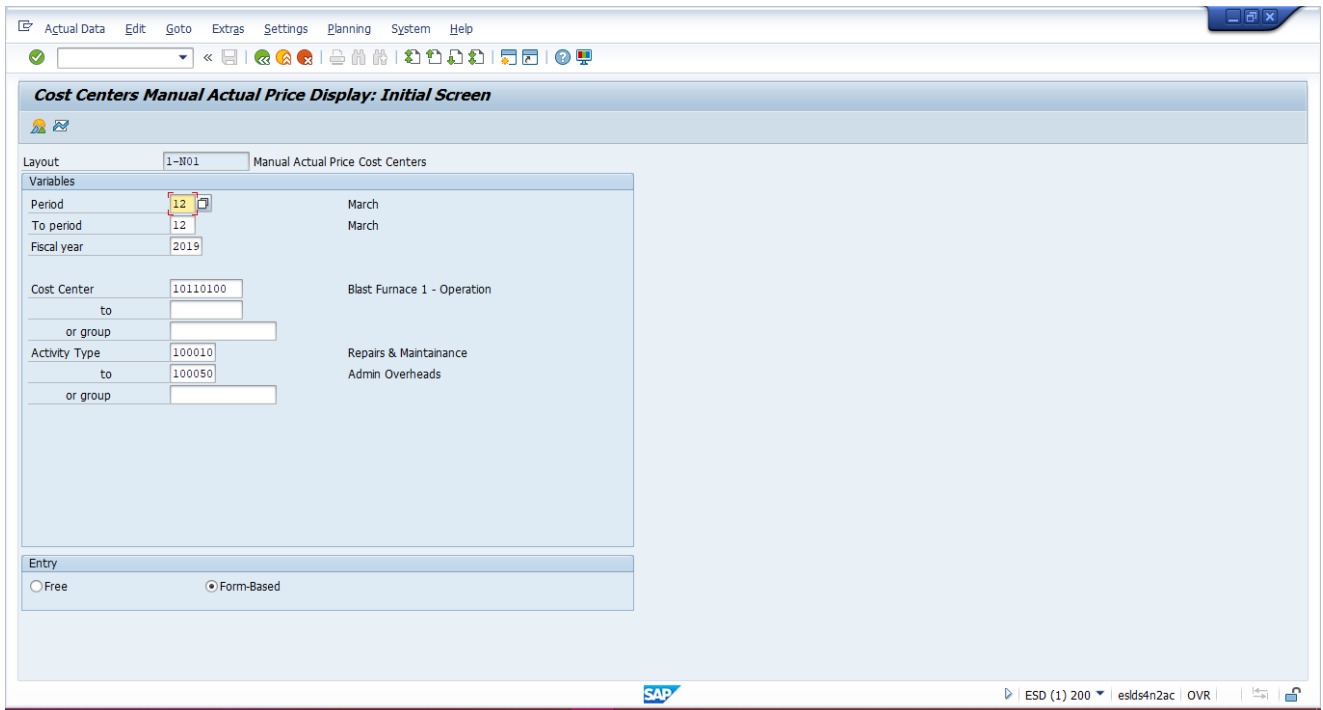 Actual Data Edit Goto Extras Settings Planning System Help
Cost Centers Manual Actual Price Display: Initial Screen
Layout 1-N01 Manual Actual Price Cost Centers
Variables
Period 12 March
To period 12 March
Fiscal year 2019
Cost Center 10110100 Blast Furnace 1 - Operation
to
or group
Activity Type 100010 Repairs & Maintainance
to 100050 Admin Overheads
or group
Entry
Free Form-Based
SAP ESD (1) 200 eslds4n2ac OVR